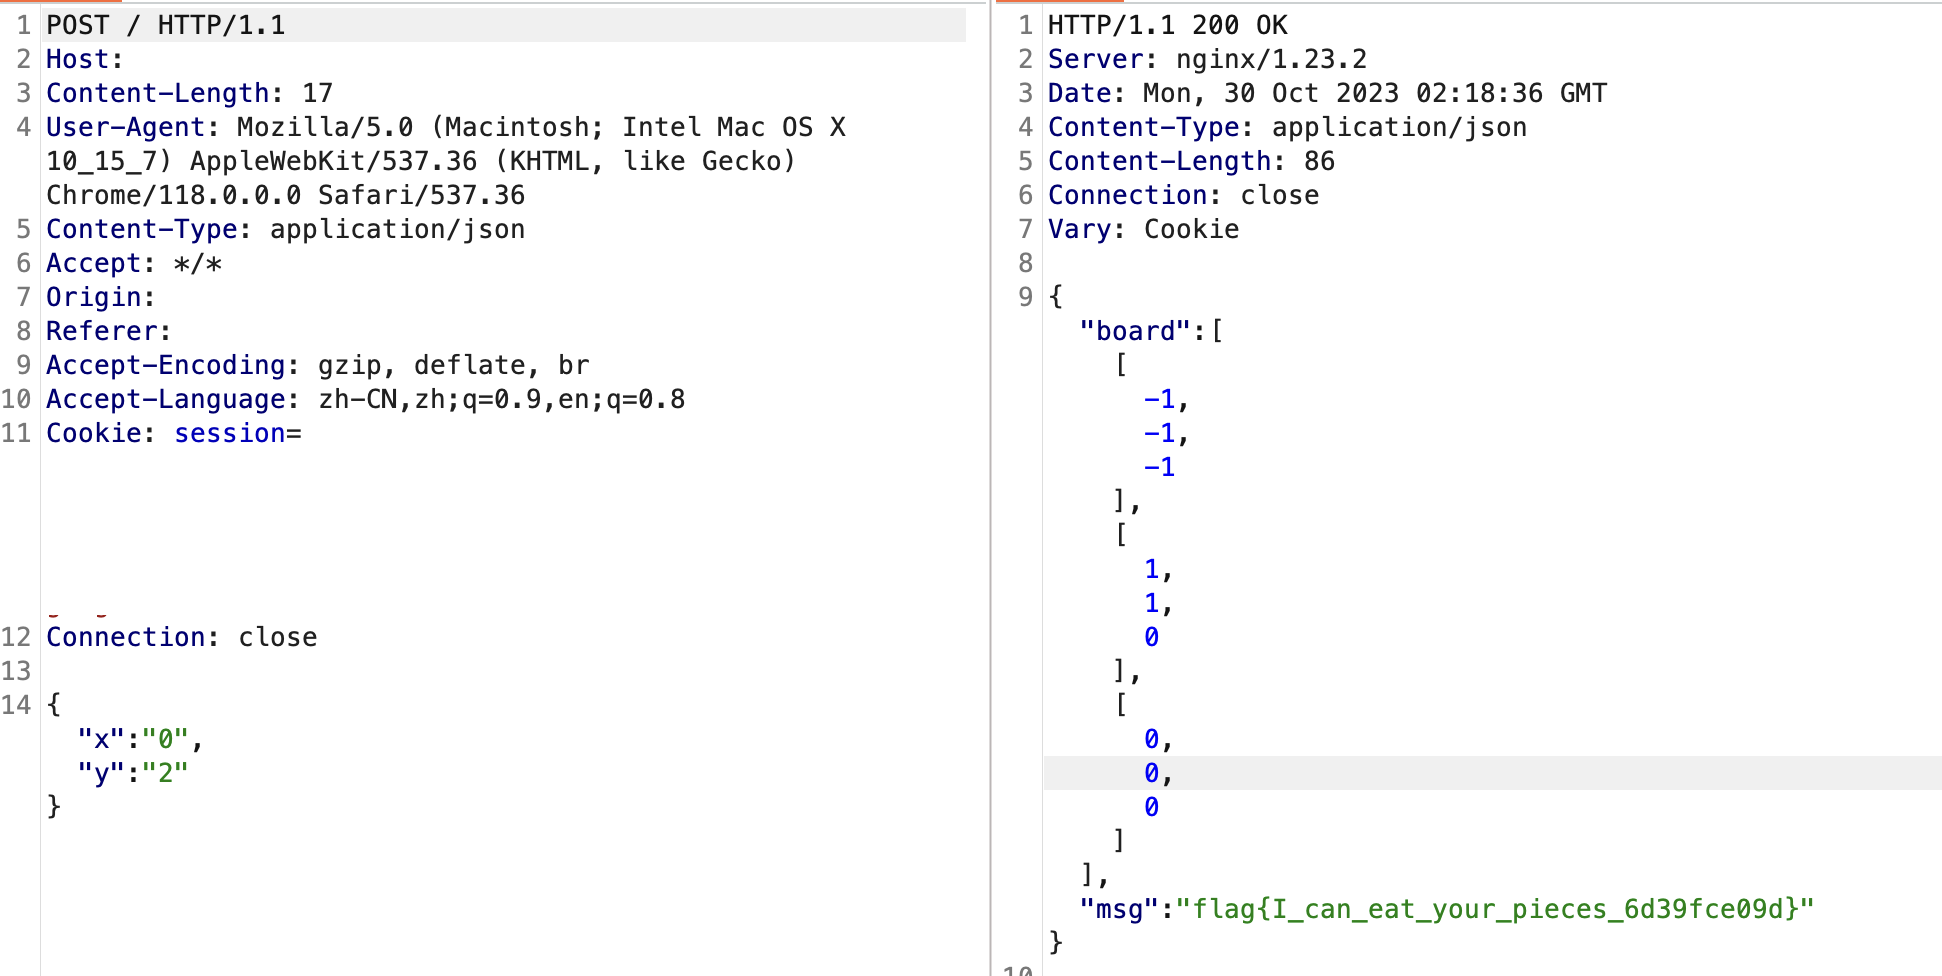 1 POST / HTTP/1.1
2 Host:
3 Content-Length: 17
4 User-Agent: Mozilla/5.0 (Macintosh; Intel Mac OS X
10_15_7) AppleWebKit/537.36 (KHTML, like Gecko)
Chrome/118.0.0.0 Safari/537.36
5 Content-Type: application/json
6 Accept: */*
7 Origin:
8 Referer:
9 Accept-Encoding: gzip, deflate, br
10 Accept-Language: zh-CN,zh;q=0.9,en;q=0.8
11 Cookie: session=
12 Connection: close
13
14 {
"x":"0",
"y":"2"
}
1 HTTP/1.1 200 OK
2 Server: nginx/1.23.2
3 Date: Mon, 30 Oct 2023 02:18:36 GMT
4 Content-Type: application/json
5 Content-Length: 86
6 Connection: close
7 Vary: Cookie
8
9 {
"board":[
[
-1,
-1,
-1
],
[
1,
1,
0
],
[
0,
0,
0
]
],
"msg":"flag{I_can_eat_your_pieces_6d39fce09d}"
}
10